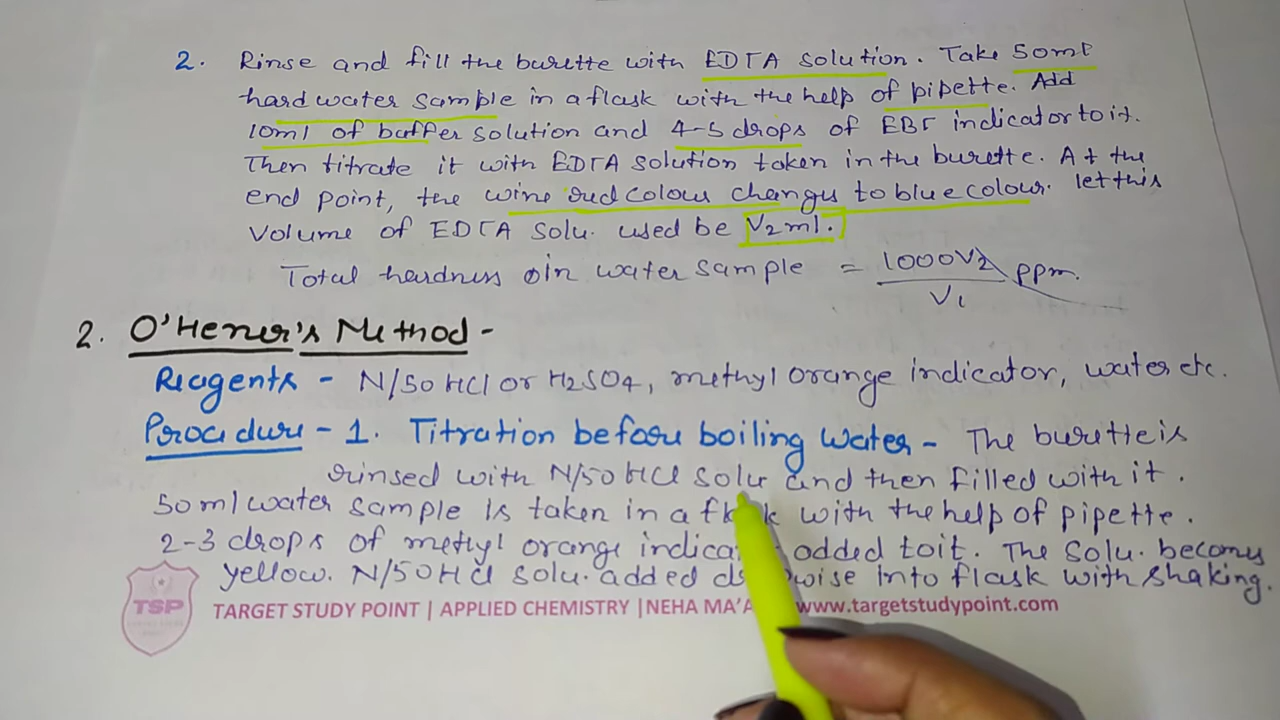 2. Rinse and fill the burette with EDTA solution. Take 50ml
hard water sample in a flask with the help of pipette. Add
10ml of buffer solution and 4-5 drops of EBT indicator to it.
Then titrate it with EDTA solution taken in the burette. At the
end point, the wine red colour changes to blue colour. let this
volume of EDTA solu. used be V2ml.
Total hardness in water sample = 1000V2/V1 ppm.
2. O'Hener's Method -
Reagents - N/50 HCl or H2SO4, methyl orange indicator, water etc.
Procedure - 1. Titration before boiling water - The burette is
rinsed with N/50 HCl solu and then filled with it.
50ml water sample is taken in a flask with the help of pipette.
2-3 drops of methyl orange indica added to it. The solu. becomes
yellow. N/50 HCl solu. added d wise into flask with shaking.
TSP
TARGET STUDY POINT | APPLIED CHEMISTRY |NEHA MA'A www.targetstudypoint.com